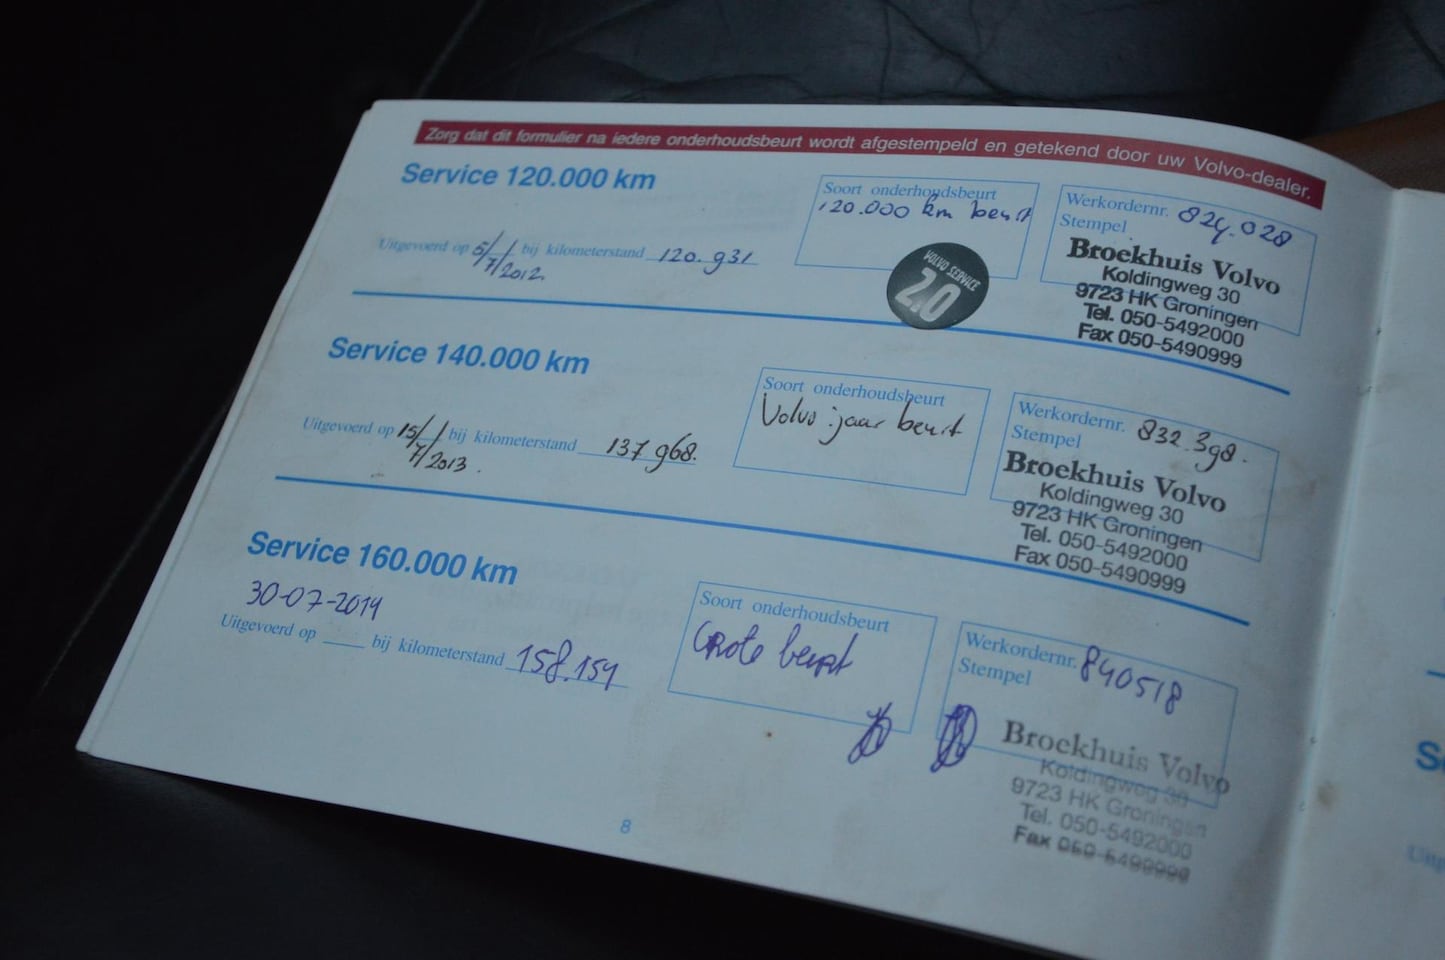 Zorg dat dit formulier na iedere onderhoudsbeurt wordt afgestempeld en getekend door uw Volvo-dealer.
Service 120.000 km
Uitgevoerd op 5/7/2012 bij kilometerstand 120.931
Soort onderhoudsbeurt
120.000 km beurt
VOLVO SERVICE
2.0
Werkordernr. 824.028
Stempel
Broekhuis Volvo
Koldingweg 30
9723 HK Groningen
Tel. 050-5492000
Fax 050-5490999
Service 140.000 km
Uitgevoerd op 15/7/2013. bij kilometerstand 137.968.
Soort onderhoudsbeurt
Volvo jaar beurt
Werkordernr. 832.398.
Stempel
Broekhuis Volvo
Koldingweg 30
9723 HK Groningen
Tel. 050-5492000
Fax 050-5490999
Service 160.000 km
30-07-2014
Uitgevoerd op bij kilometerstand 158.154
Soort onderhoudsbeurt
Grote beurt
Werkordernr. 840518
Stempel
Broekhuis Volvo
Koldingweg 30
9723 HK Groningen
Tel. 050-5492000
Fax 050-5490999
8
S
Uitg